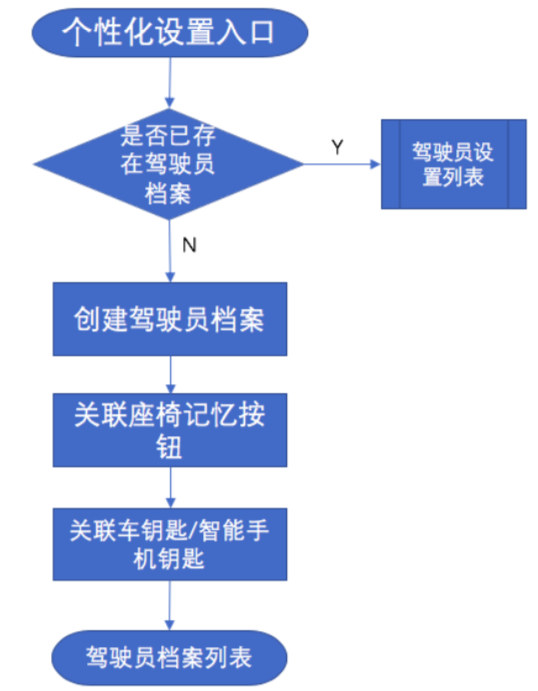 个性化设置入口
是否已存
在驾驶员
档案
Y
驾驶员设
置列表
N
创建驾驶员档案
关联座椅记忆按
钮
关联车钥匙/智能手
机钥匙
驾驶员档案列表